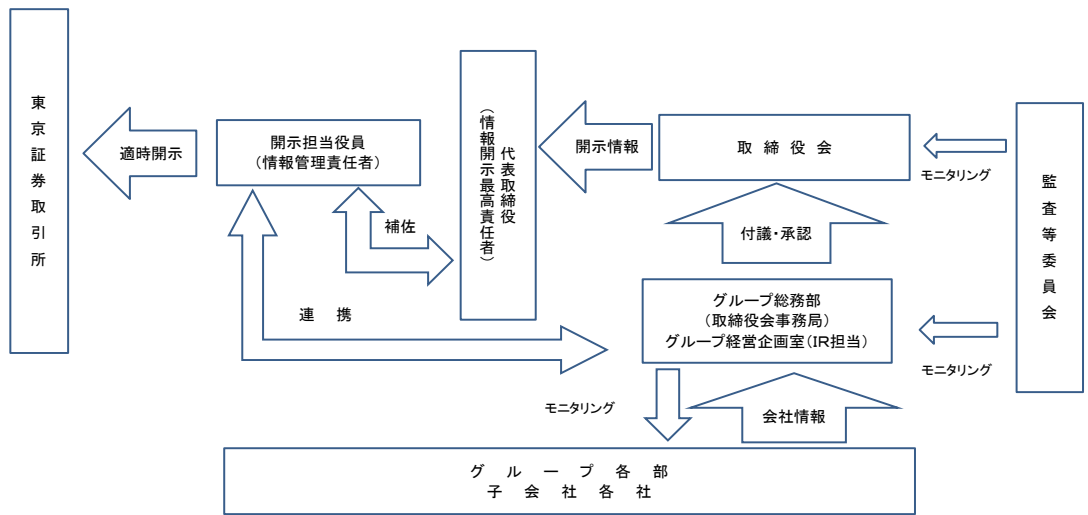 東京証券取引所
適時開示
開示担当役員
（情報管理責任者）
補佐
連　携
代表取締役
（情報開示最高責任者）
開示情報
取　締　役　会
モニタリング
付議・承認
グループ総務部
（取締役会事務局）
グループ経営企画室（IR担当）
モニタリング
監査等委員会
モニタリング
会社情報
グ　ル　ー　プ　各　部
子　会　社　各　社